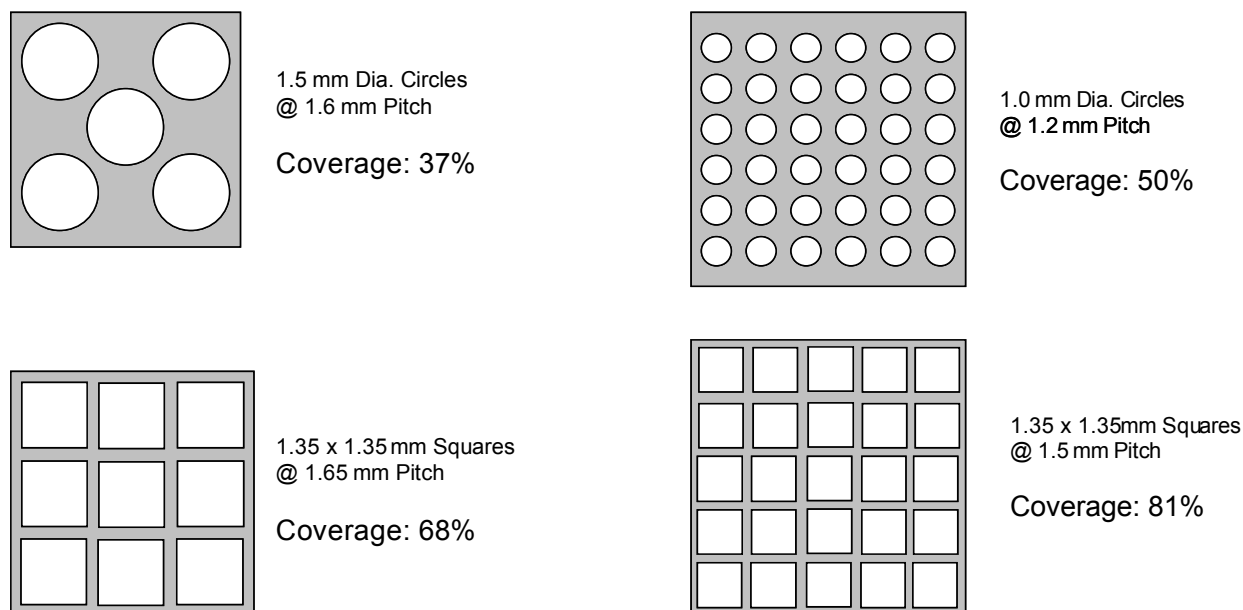 1.5 mm Dia. Circles
@ 1.6 mm Pitch
Coverage: 37%
1.0 mm Dia. Circles
@ 1.2 mm Pitch
Coverage: 50%
1.35 x 1.35 mm Squares
@ 1.65 mm Pitch
Coverage: 68%
1.35 x 1.35mm Squares
@ 1.5 mm Pitch
Coverage: 81%